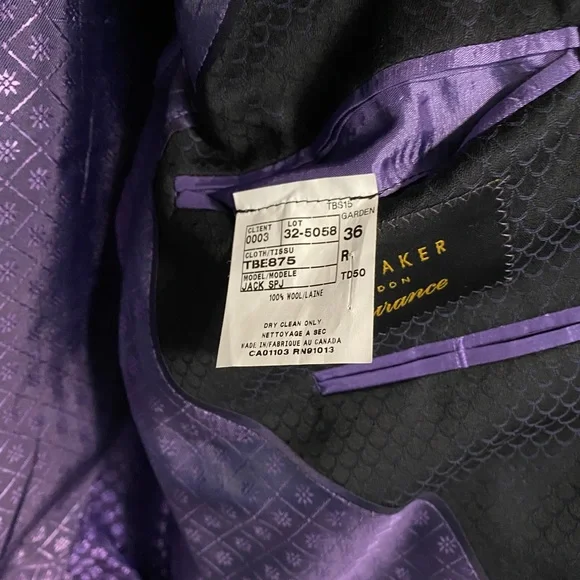 TBS15
GARDEN
CLIENT LOT
0003 32-5058 36
CLOTH/TISSU
TBE875 R
MODEL/MODELE
JACK SPJ TD50
100% WOOL/LAINE
DRY CLEAN ONLY
NETTOYAGE A SEC
MADE IN/FABRIQUE AU CANADA
CA01103 RN91013
AKER
DON
urance